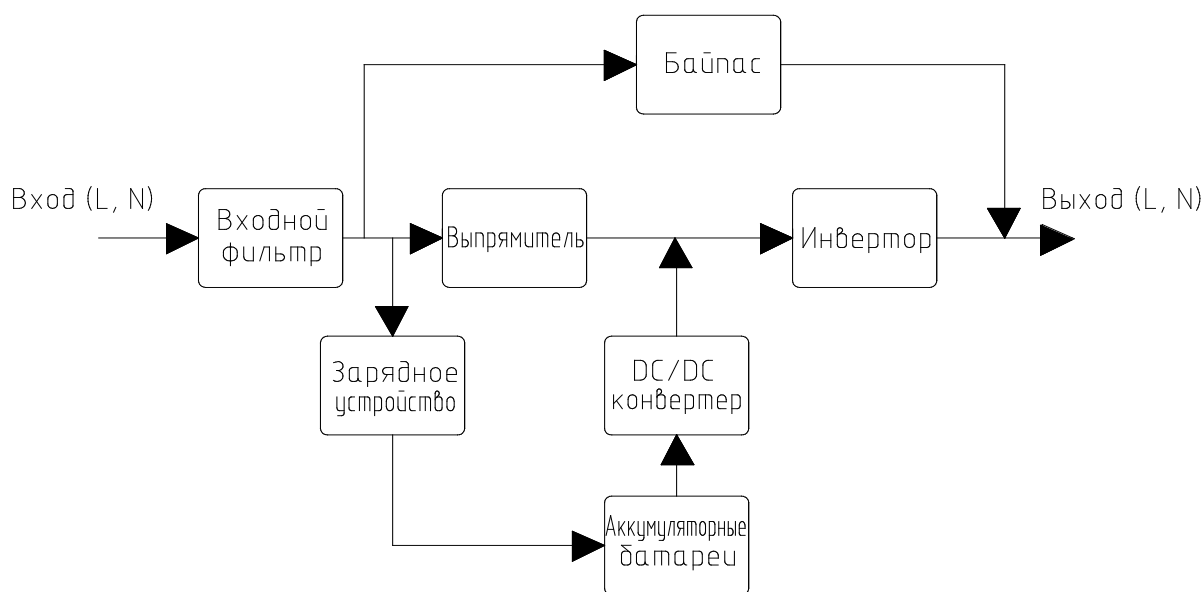 Байпас
Вход (L, N)
Входной
фильтр
Выпрямитель
Инвертор
Выход (L, N)
Зарядное
устройство
DC/DC
конвертер
Аккумуляторные
батареи